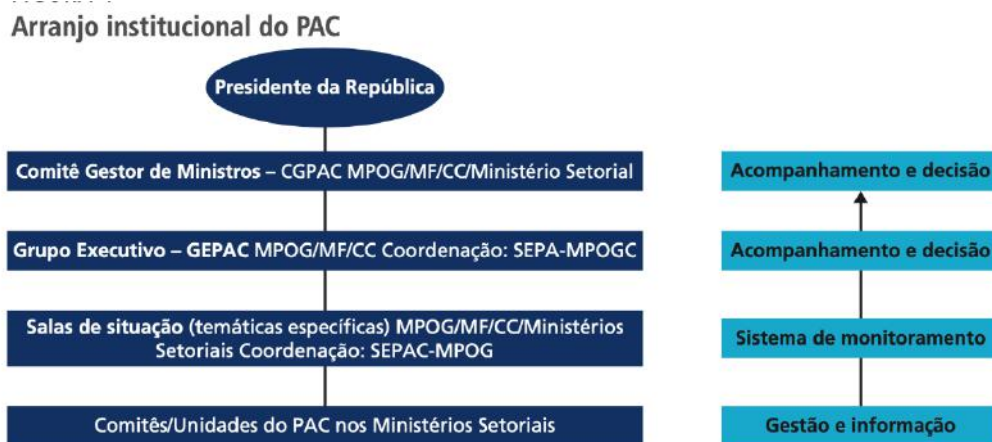 Arranjo institucional do PAC
Presidente da República
Comitê Gestor de Ministros – CGPAC MPOG/MF/CC/Ministério Setorial
Acompanhamento e decisão
Grupo Executivo – GEPAC MPOG/MF/CC Coordenação: SEPA-MPOGC
Acompanhamento e decisão
Salas de situação (temáticas específicas) MPOG/MF/CC/Ministérios
Setoriais Coordenação: SEPAC-MPOG
Sistema de monitoramento
Comitês/Unidades do PAC nos Ministérios Setoriais
Gestão e informação